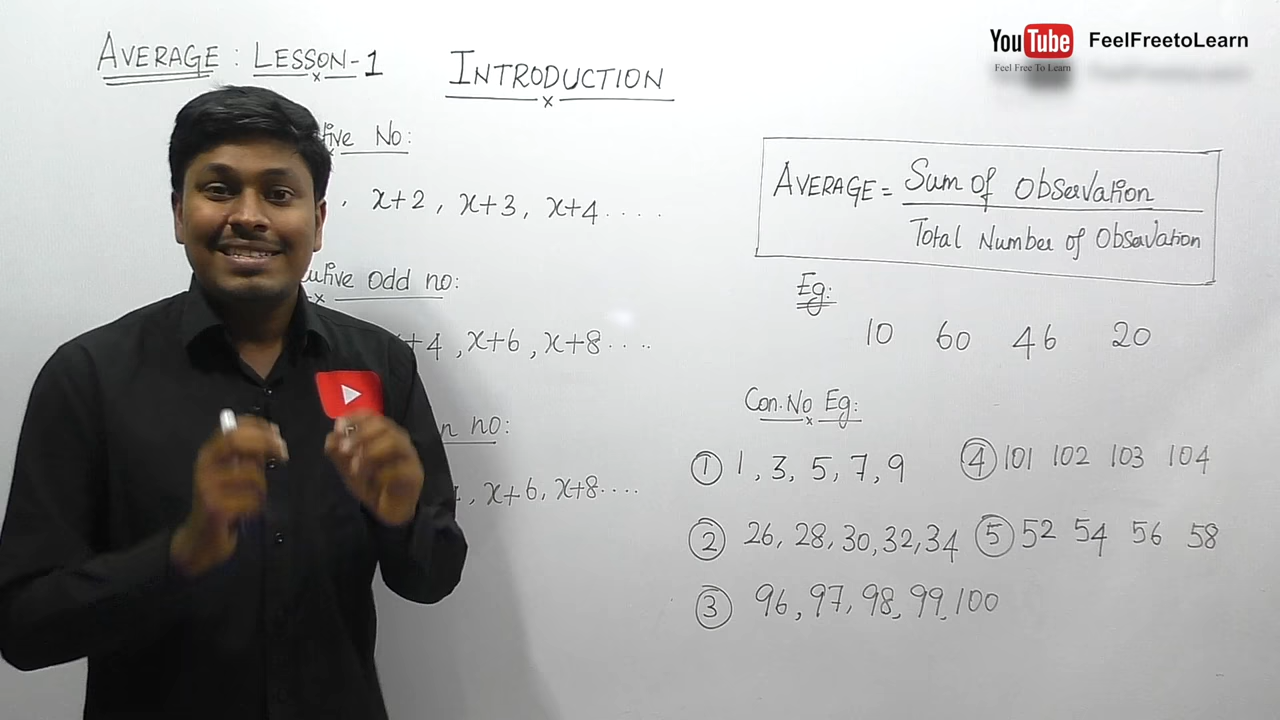 AVERAGE : LESSON-1
INTRODUCTION
YouTube
Feel Free To Learn
FeelFreetoLearn
No:
x+2, x+3, x+4 ....
odd no:
+4, x+6, x+8 ....
no:
x+6, x+8 ....
AVERAGE = Sum of Observation
Total Number of Observation
Eg:
10 60 46 20
Con.No Eg:
① 1, 3, 5, 7, 9
② 26, 28, 30, 32, 34
③ 96, 97, 98, 99, 100
④ 101 102 103 104
⑤ 52 54 56 58